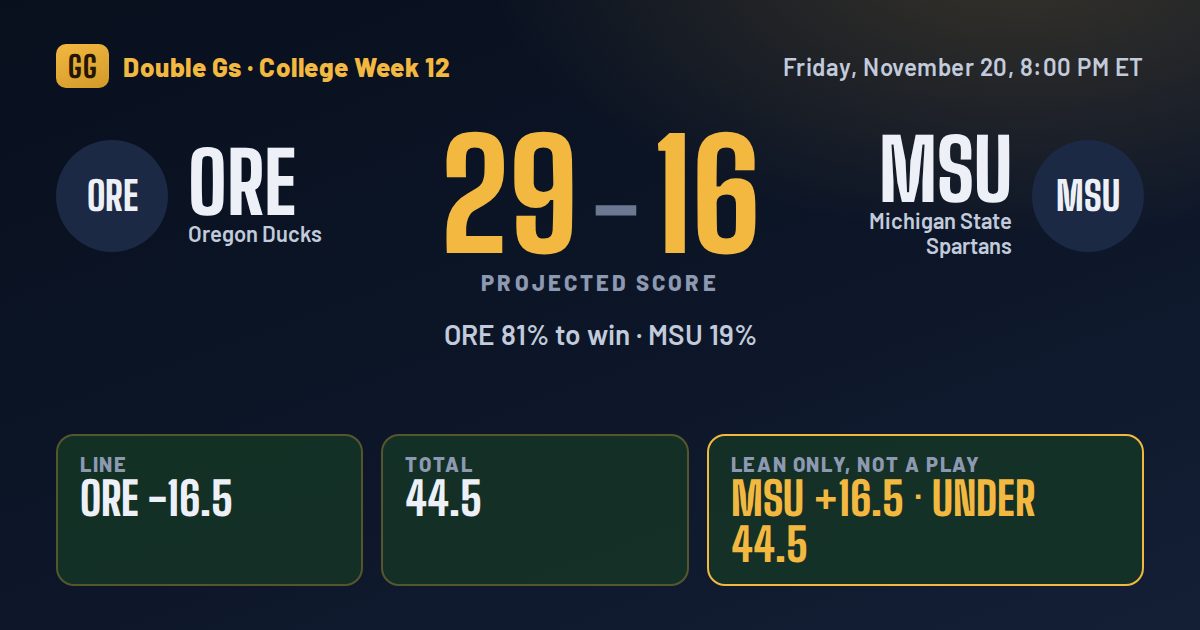 GG
Double Gs · College Week 12
Friday, November 20, 8:00 PM ET
ORE
ORE
Oregon Ducks
29 – 16
PROJECTED SCORE
ORE 81% to win · MSU 19%
MSU
Michigan State
Spartans
MSU
LINE
ORE −16.5
TOTAL
44.5
LEAN ONLY, NOT A PLAY
MSU +16.5 · UNDER
44.5